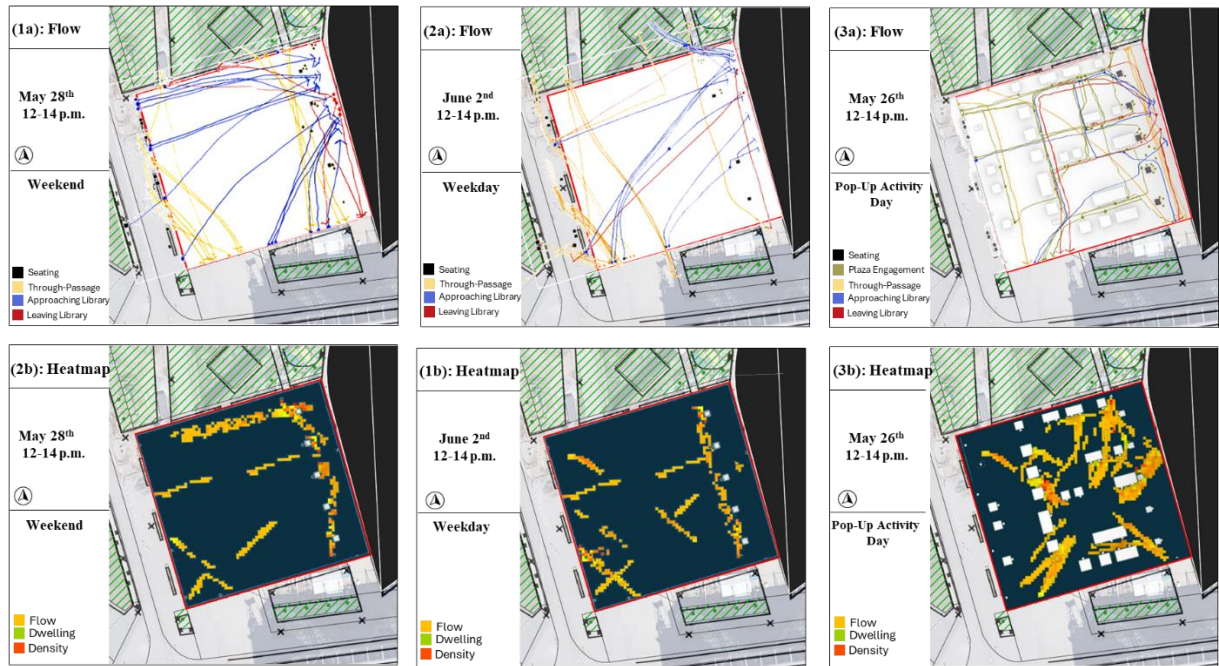 (1a): Flow
May 28th
12-14 p.m.
Weekend
Seating
Through-Passage
Approaching Library
Leaving Library
(2a): Flow
June 2nd
12-14 p.m.
Weekday
Seating
Through-Passage
Approaching Library
Leaving Library
(3a): Flow
May 26th
12-14 p.m.
Pop-Up Activity
Day
Seating
Plaza Engagement
Through-Passage
Approaching Library
Leaving Library
(2b): Heatmap
May 28th
12-14 p.m.
Weekend
Flow
Dwelling
Density
(1b): Heatmap
June 2nd
12-14 p.m.
Weekday
Flow
Dwelling
Density
(3b): Heatmap
May 26th
12-14 p.m.
Pop-Up Activity
Day
Flow
Dwelling
Density